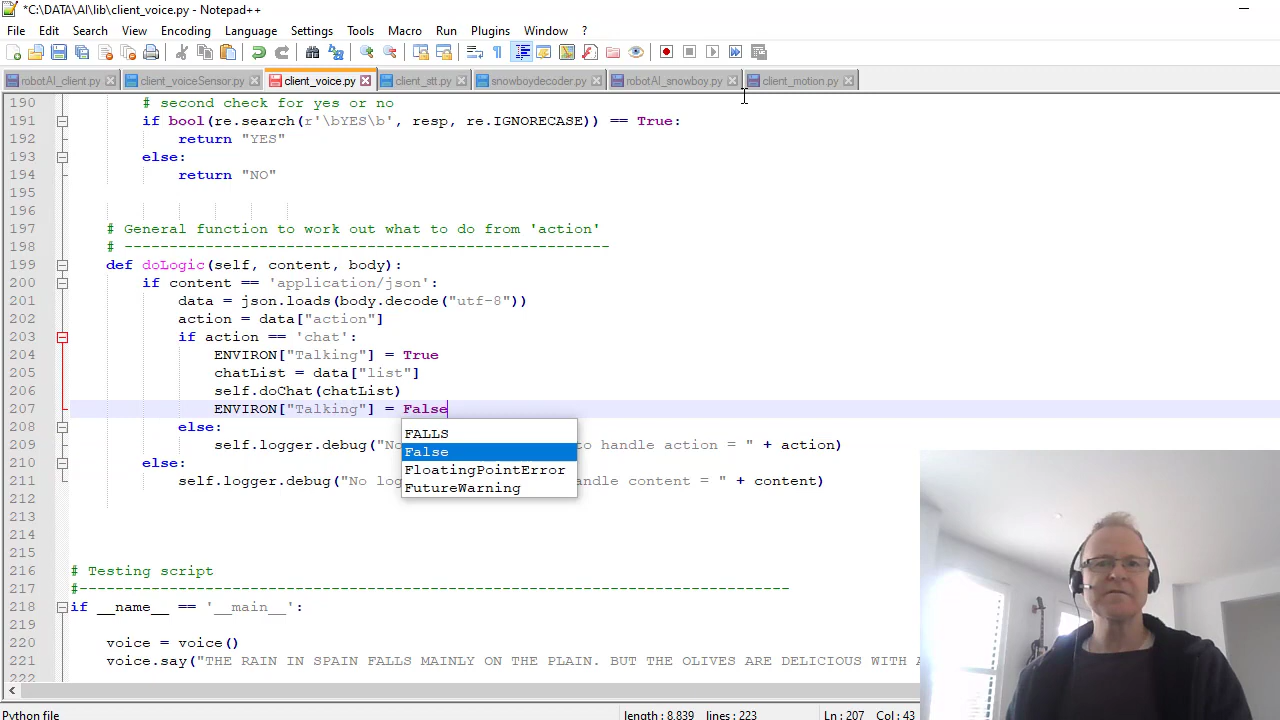 *C:\DATA\AI\lib\client_voice.py - Notepad++
File Edit Search View Encoding Language Settings Tools Macro Run Plugins Window ?
robotAI_client.py client_voiceSensor.py client_voice.py client_stt.py snowboydecoder.py robotAI_snowboy.py client_motion.py
190 # second check for yes or no
191 if bool(re.search(r'\bYES\b', resp, re.IGNORECASE)) == True:
192 return "YES"
193 else:
194 return "NO"
195
196
197 # General function to work out what to do from 'action'
198 # ------------------------------------------------------
199 def doLogic(self, content, body):
200 if content == 'application/json':
201 data = json.loads(body.decode("utf-8"))
202 action = data["action"]
203 if action == 'chat':
204 ENVIRON["Talking"] = True
205 chatList = data["list"]
206 self.doChat(chatList)
207 ENVIRON["Talking"] = False
208 else:
209 self.logger.debug("No to handle action = " + action)
210 else:
211 self.logger.debug("No log andle content = " + content)
212
213
214
215
216 # Testing script
217 #-------------------------------------------------------------------------------
218 if __name__ == '__main__':
219
220 voice = voice()
221 voice.say("THE RAIN IN SPAIN FALLS MAINLY ON THE PLAIN. BUT THE OLIVES ARE DELICIOUS WITH
222
FALLS
False
FloatingPointError
FutureWarning
Python file length : 8,839 lines : 223 Ln : 207 Col : 43